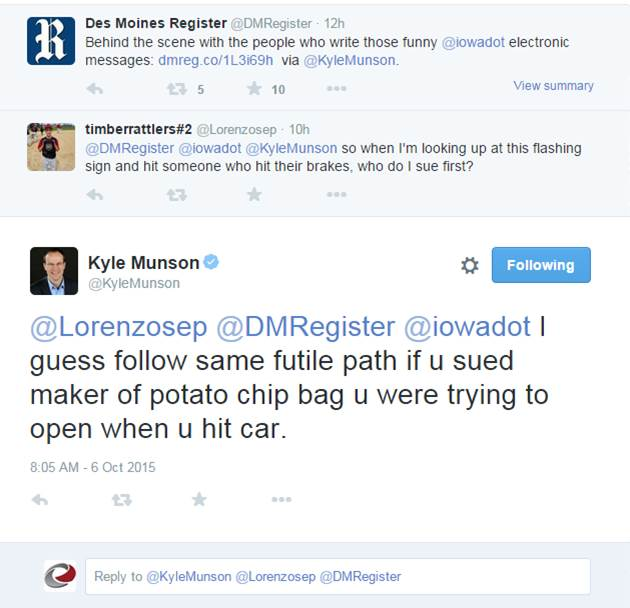 Des Moines Register @DMRegister · 12h
Behind the scene with the people who write those funny @iowadot electronic
messages: dmreg.co/1L3i69h via @KyleMunson.
5 10 View summary
timberrattlers#2 @Lorenzosep · 10h
@DMRegister @iowadot @KyleMunson so when I'm looking up at this flashing
sign and hit someone who hit their brakes, who do I sue first?
Kyle Munson
@KyleMunson
Following
@Lorenzosep @DMRegister @iowadot I
guess follow same futile path if u sued
maker of potato chip bag u were trying to
open when u hit car.
8:05 AM - 6 Oct 2015
Reply to @KyleMunson @Lorenzosep @DMRegister